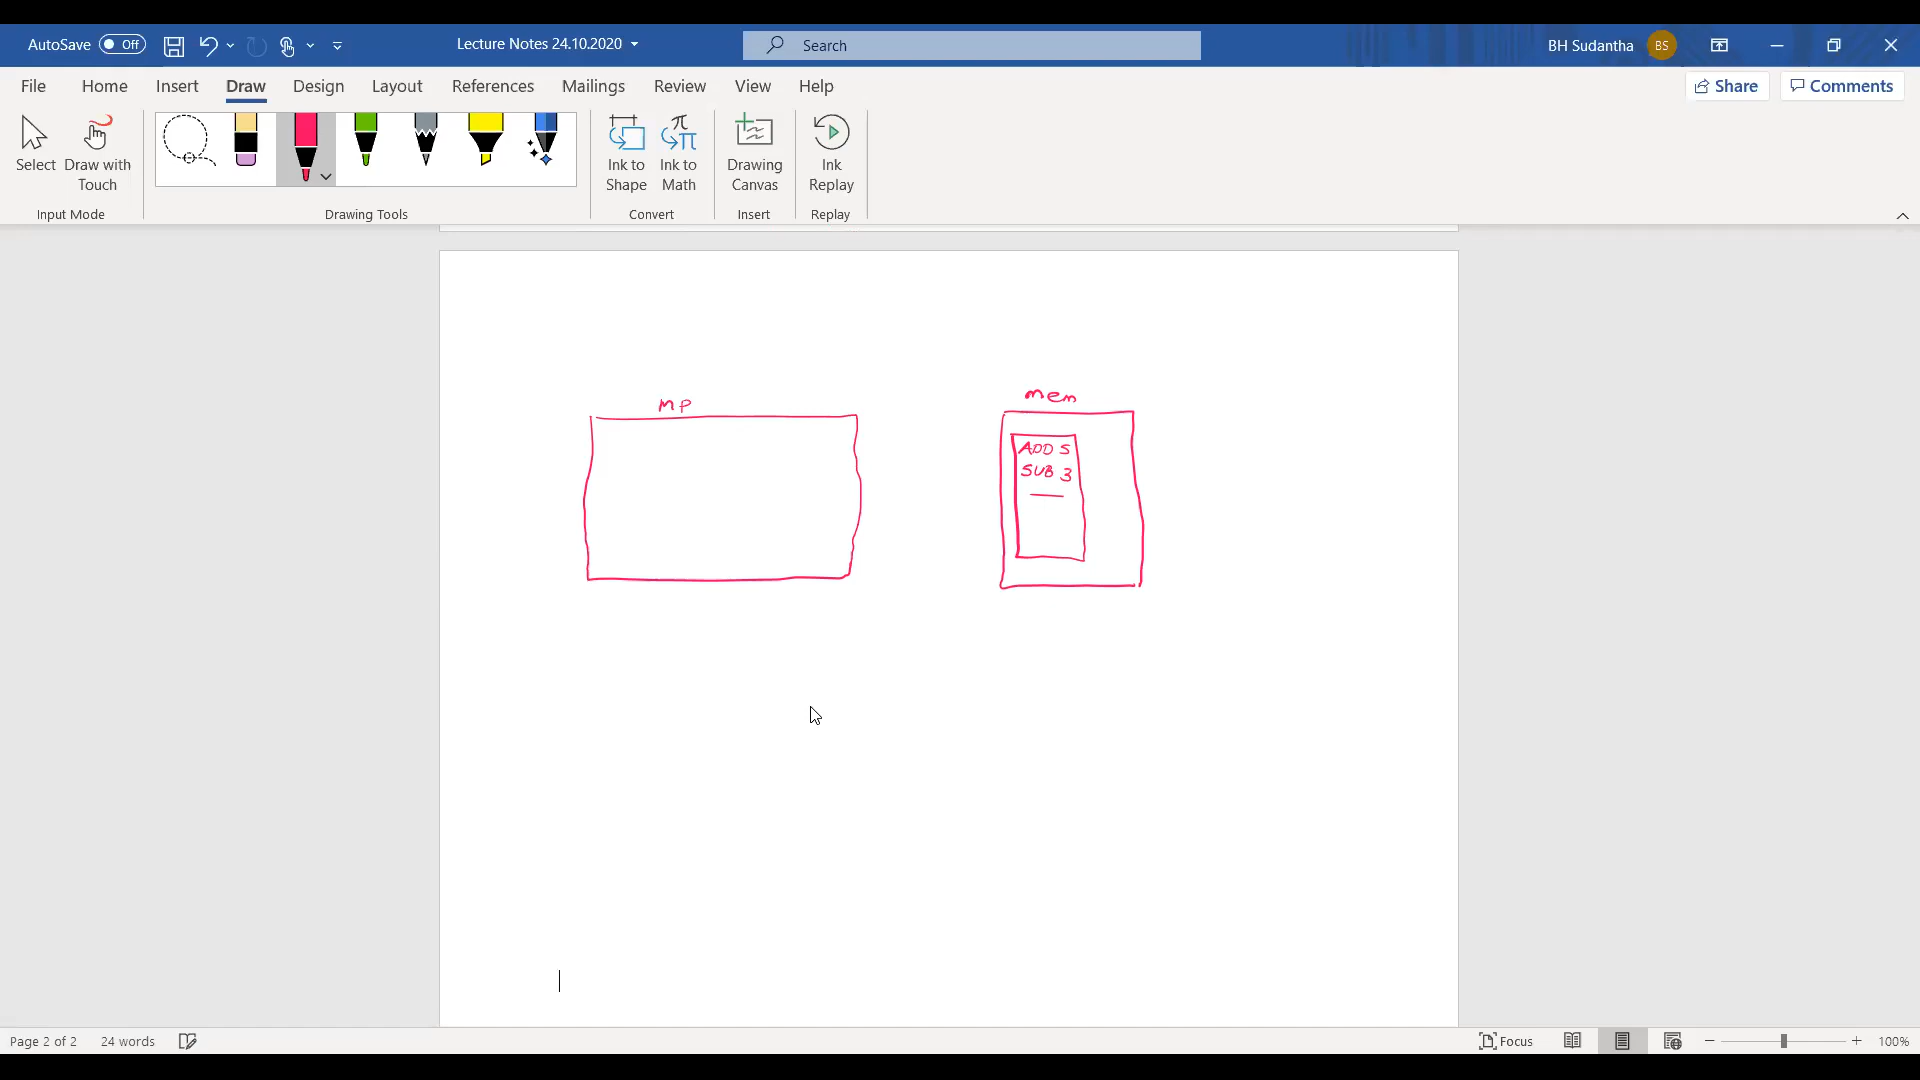 AutoSave Off
Lecture Notes 24.10.2020
Search
BH Sudantha BS
File Home Insert Draw Design Layout References Mailings Review View Help
Share Comments
Select
Draw with
Touch
Input Mode
Drawing Tools
Ink to
Shape
Ink to
Math
Convert
Drawing
Canvas
Insert
Ink
Replay
Replay
MP
mem
ADD 5
SUB 3
Page 2 of 2 24 words
Focus
100%